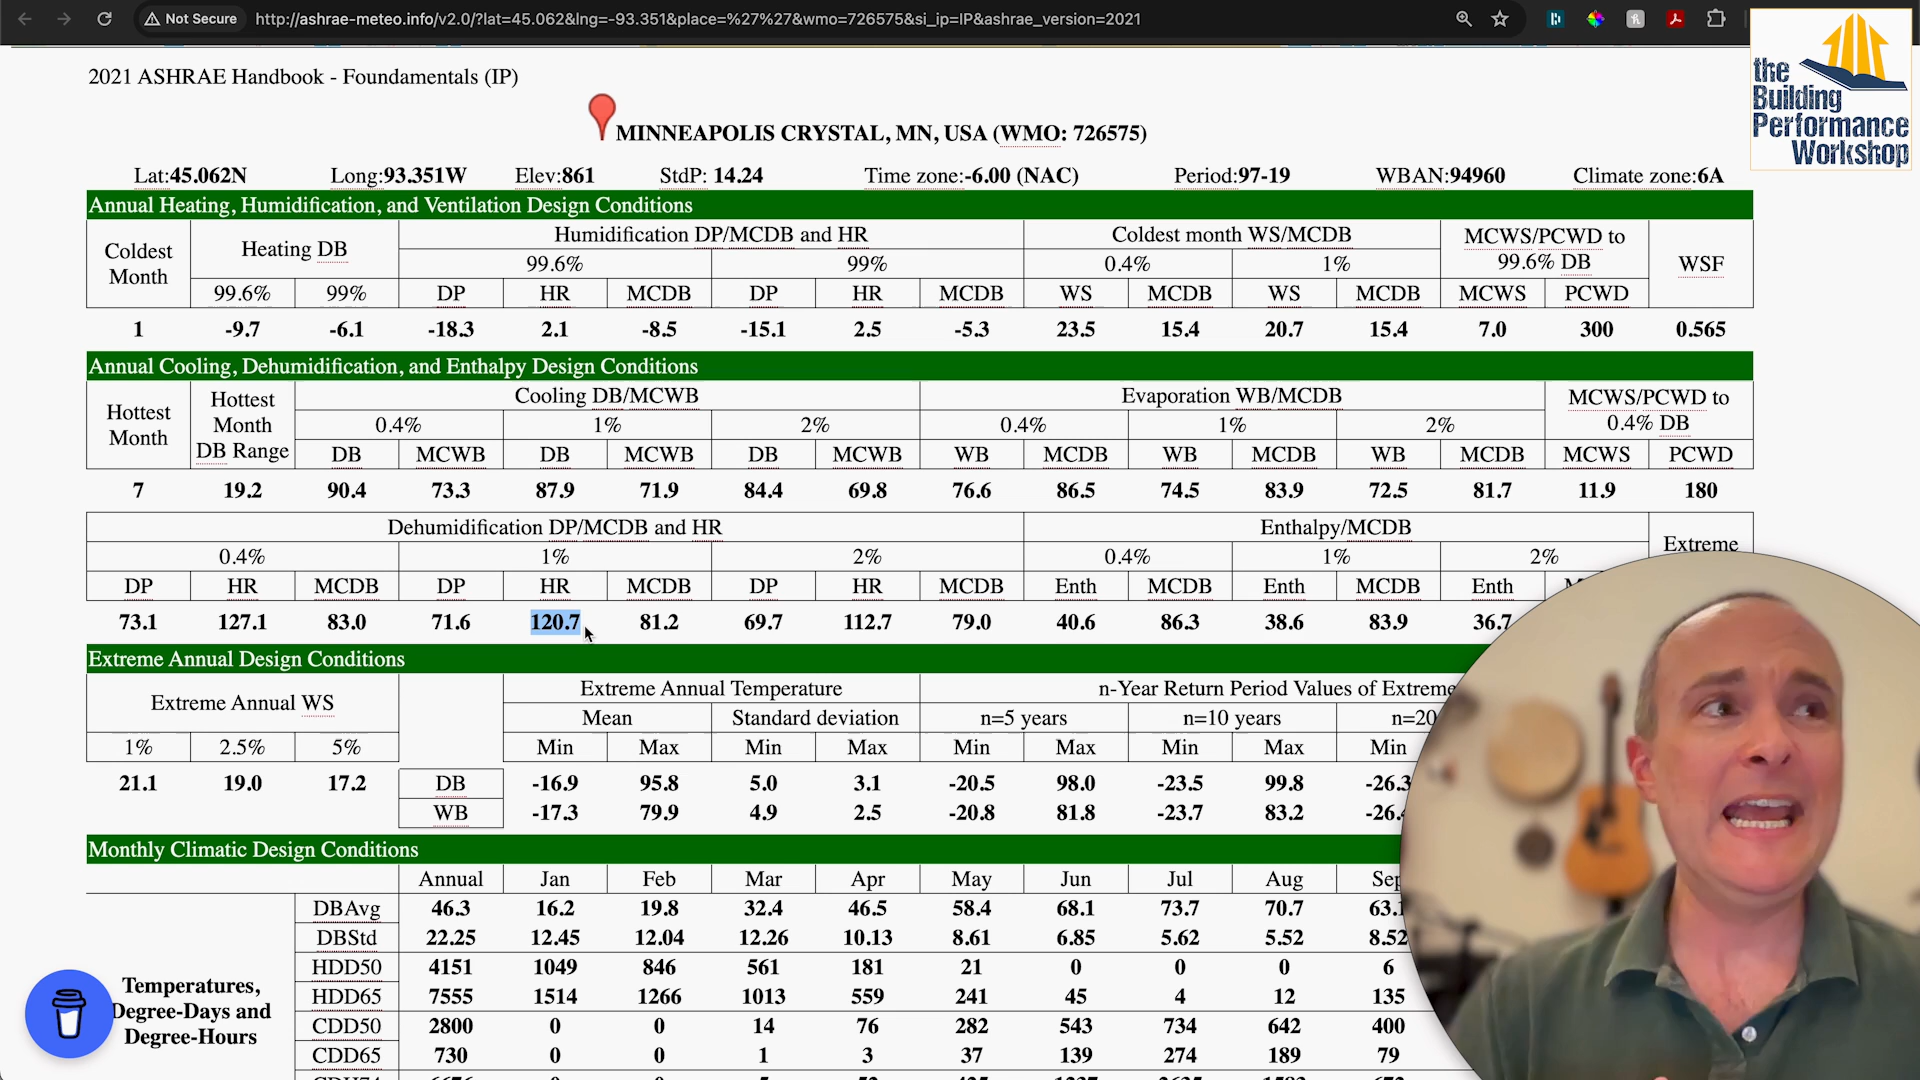 Not Secure http://ashrae-meteo.info/v2.0/?lat=45.062&lng=-93.351&place=%27%27&wmo=726575&si_ip=IP&ashrae_version=2021
the
Building
Performance
Workshop
2021 ASHRAE Handbook - Foundamentals (IP)
MINNEAPOLIS CRYSTAL, MN, USA (WMO: 726575)
Lat:45.062N Long:93.351W Elev:861 StdP: 14.24 Time zone:-6.00 (NAC) Period:97-19 WBAN:94960 Climate zone:6A
Annual Heating, Humidification, and Ventilation Design Conditions
Coldest Month Heating DB Humidification DP/MCDB and HR Coldest month WS/MCDB MCWS/PCWD to 99.6% DB WSF
99.6% 99% 0.4% 1%
99.6% 99% DP HR MCDB DP HR MCDB WS MCDB WS MCDB MCWS PCWD
1 -9.7 -6.1 -18.3 2.1 -8.5 -15.1 2.5 -5.3 23.5 15.4 20.7 15.4 7.0 300 0.565
Annual Cooling, Dehumidification, and Enthalpy Design Conditions
Hottest Month Hottest Month DB Range Cooling DB/MCWB Evaporation WB/MCDB MCWS/PCWD to 0.4% DB
0.4% 1% 2% 0.4% 1% 2%
DB MCWB DB MCWB DB MCWB WB MCDB WB MCDB WB MCDB MCWS PCWD
7 19.2 90.4 73.3 87.9 71.9 84.4 69.8 76.6 86.5 74.5 83.9 72.5 81.7 11.9 180
Dehumidification DP/MCDB and HR Enthalpy/MCDB Extreme
0.4% 1% 2% 0.4% 1% 2%
DP HR MCDB DP HR MCDB DP HR MCDB Enth MCDB Enth MCDB Enth
73.1 127.1 83.0 71.6 120.7 81.2 69.7 112.7 79.0 40.6 86.3 38.6 83.9 36.7
Extreme Annual Design Conditions
Extreme Annual WS Extreme Annual Temperature n-Year Return Period Values of Extreme
Mean Standard deviation n=5 years n=10 years n=20
1% 2.5% 5% Min Max Min Max Min Max Min Max Min
21.1 19.0 17.2 DB -16.9 95.8 5.0 3.1 -20.5 98.0 -23.5 99.8 -26.3
WB -17.3 79.9 4.9 2.5 -20.8 81.8 -23.7 83.2 -26.
Monthly Climatic Design Conditions
Annual Jan Feb Mar Apr May Jun Jul Aug Sep
DBAvg 46.3 16.2 19.8 32.4 46.5 58.4 68.1 73.7 70.7 63.1
DBStd 22.25 12.45 12.04 12.26 10.13 8.61 6.85 5.62 5.52 8.52
HDD50 4151 1049 846 561 181 21 0 0 0 6
Temperatures, Degree-Days and Degree-Hours
HDD65 7555 1514 1266 1013 559 241 45 4 12 135
CDD50 2800 0 0 14 76 282 543 734 642 400
CDD65 730 0 0 1 3 37 139 274 189 79